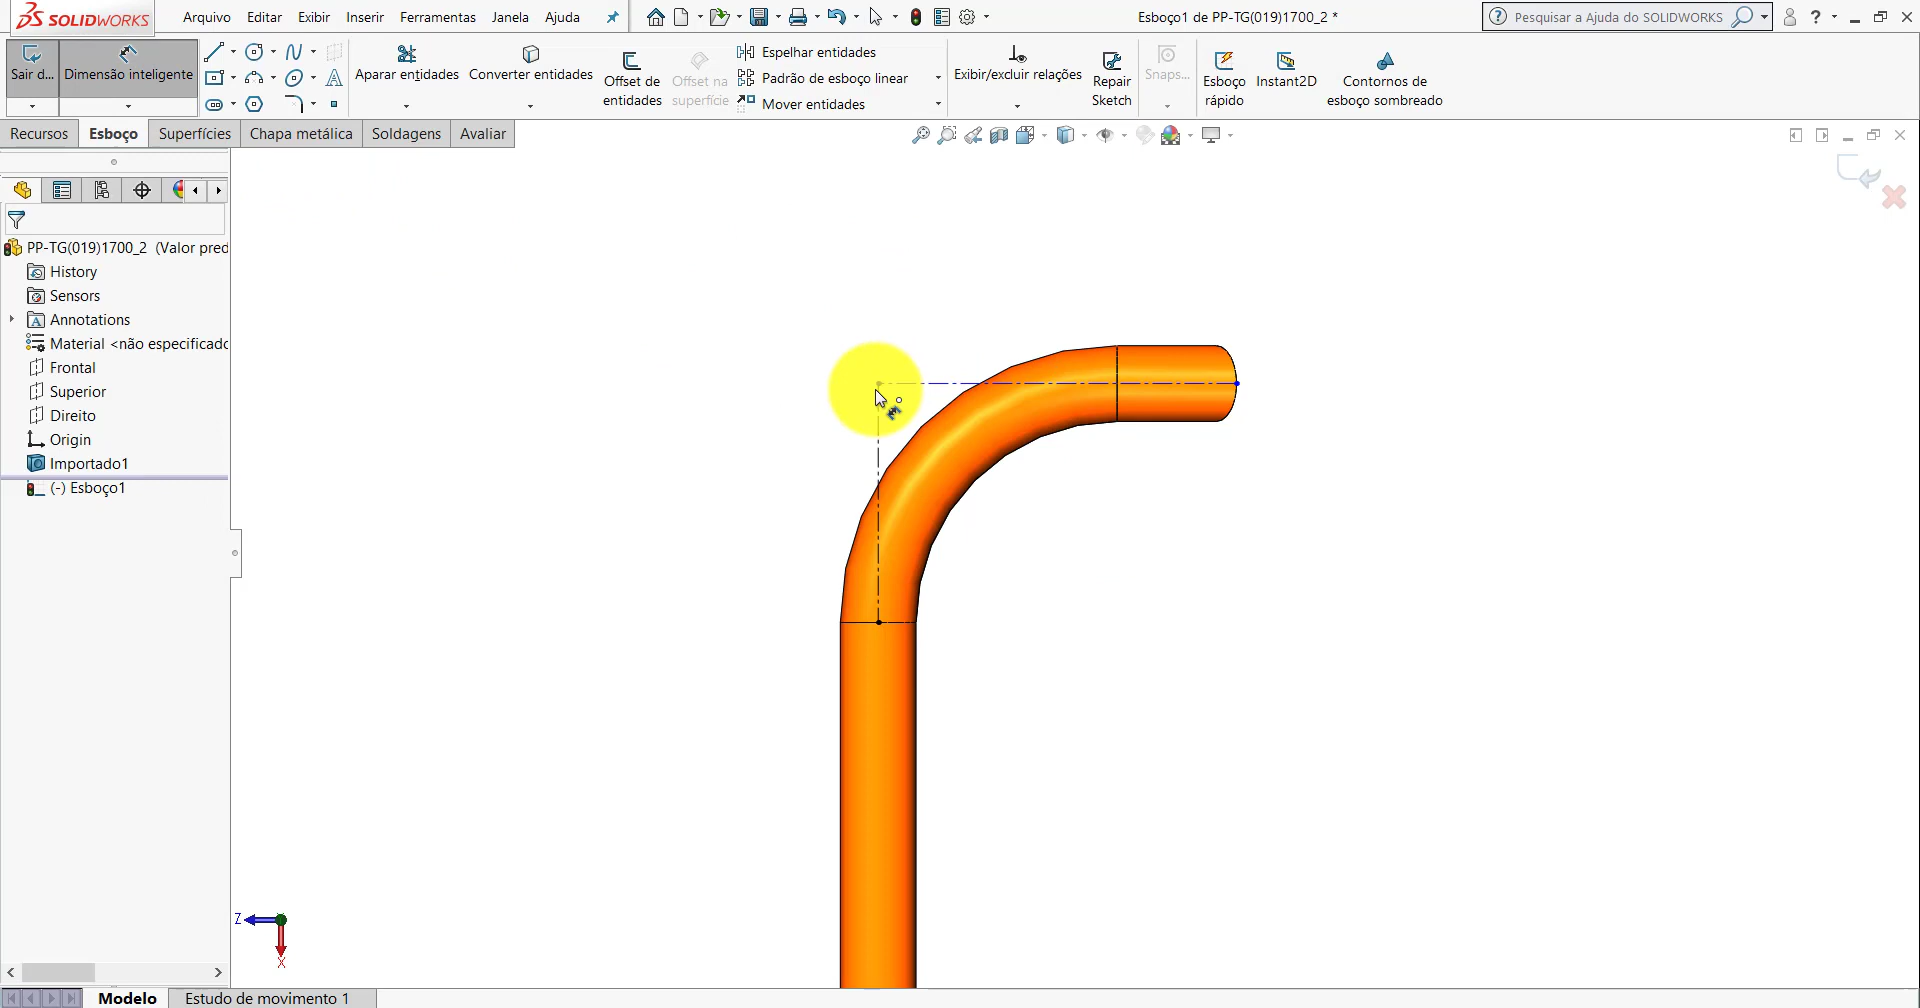 SOLIDWORKS
Arquivo Editar Exibir Inserir Ferramentas Janela Ajuda
Esboço1 de PP-TG(019)1700_2 *
Pesquisar a Ajuda do SOLIDWORKS
Sair d... Dimensão inteligente
Aparar entidades Converter entidades
Offset de entidades
Offset na superfície
Espelhar entidades
Padrão de esboço linear
Mover entidades
Exibir/excluir relações
Repair Sketch
Snaps...
Esboço rápido
Instant2D
Contornos de esboço sombreado
Recursos Esboço Superfícies Chapa metálica Soldagens Avaliar
PP-TG(019)1700_2 (Valor pred
History
Sensors
Annotations
Material <não especificado
Frontal
Superior
Direito
Origin
Importado1
(-) Esboço1
Z
X
Modelo Estudo de movimento 1